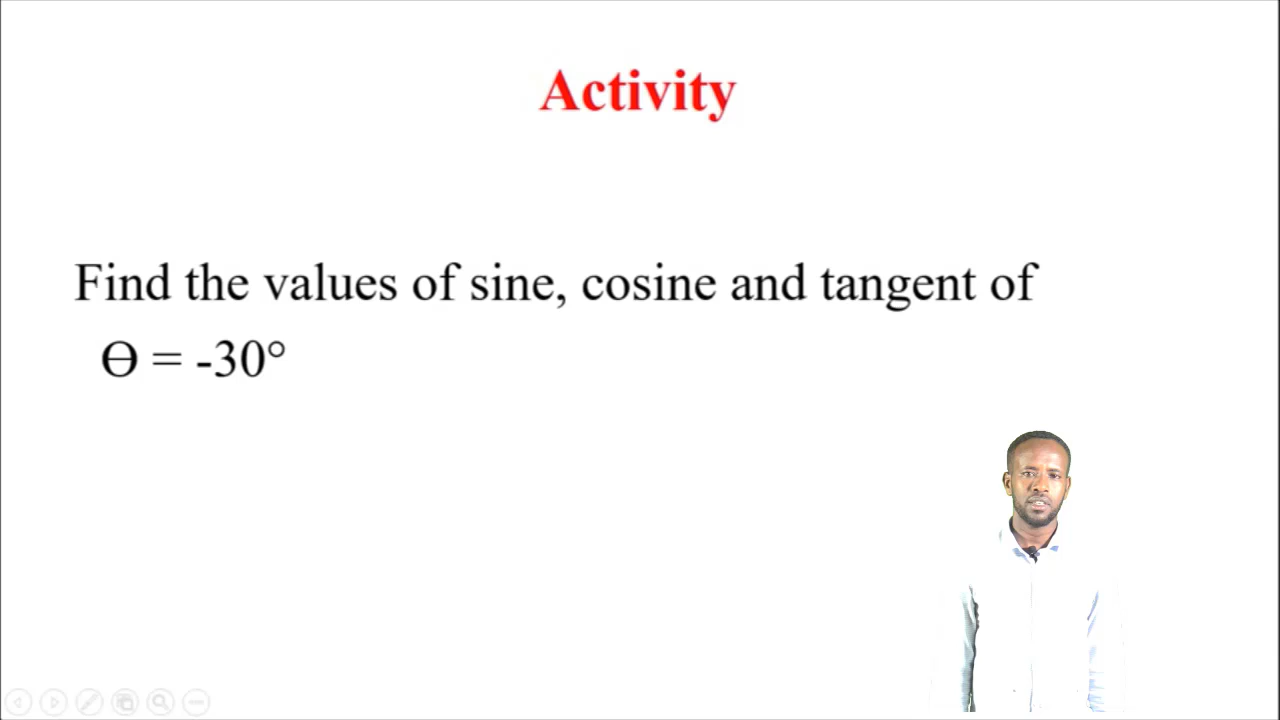 Activity
Find the values of sine, cosine and tangent of
Ө = -30°